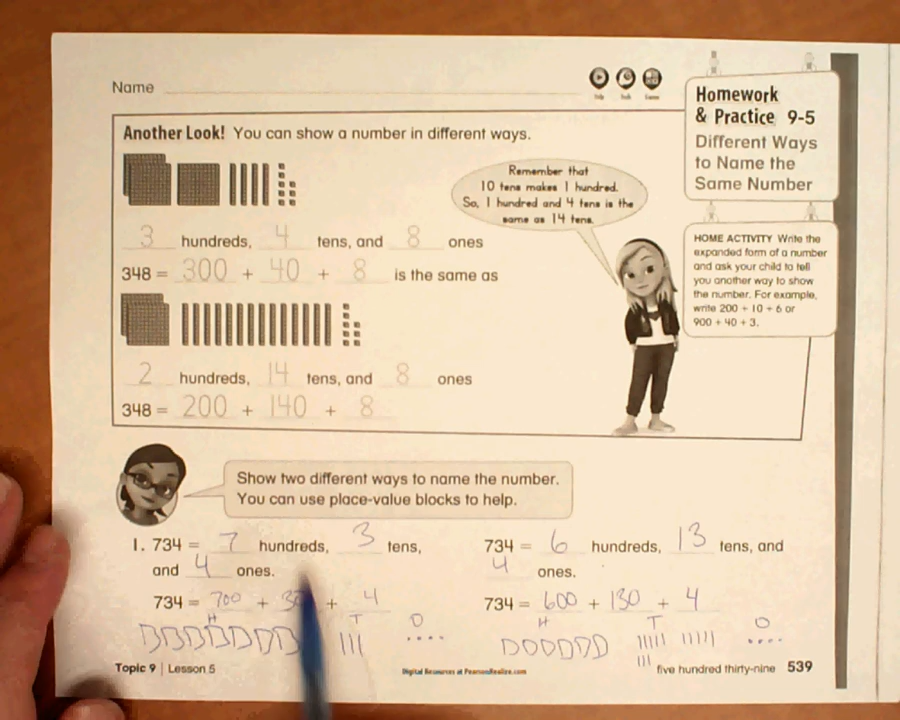 Name
Homework
& Practice 9-5
Different Ways
to Name the
Same Number
Another Look! You can show a number in different ways.
Remember that
10 tens makes 1 hundred.
So, 1 hundred and 4 tens is the
same as 14 tens.
3 hundreds, 4 tens, and 8 ones
348 = 300 + 40 + 8 is the same as
2 hundreds, 14 tens, and 8 ones
348 = 200 + 140 + 8
HOME ACTIVITY Write the
expanded form of a number
and ask your child to tell
you another way to show
the number. For example,
write 200 + 10 + 6 or
900 + 40 + 3.
Show two different ways to name the number.
You can use place-value blocks to help.
1. 734 = 7 hundreds, 3 tens,
and 4 ones.
734 = 700 + 30 + 4
H T O
734 = 6 hundreds, 13 tens, and
4 ones.
734 = 600 + 130 + 4
H T O
Topic 9 | Lesson 5
Digital Resources at PearsonRealize.com
five hundred thirty-nine 539